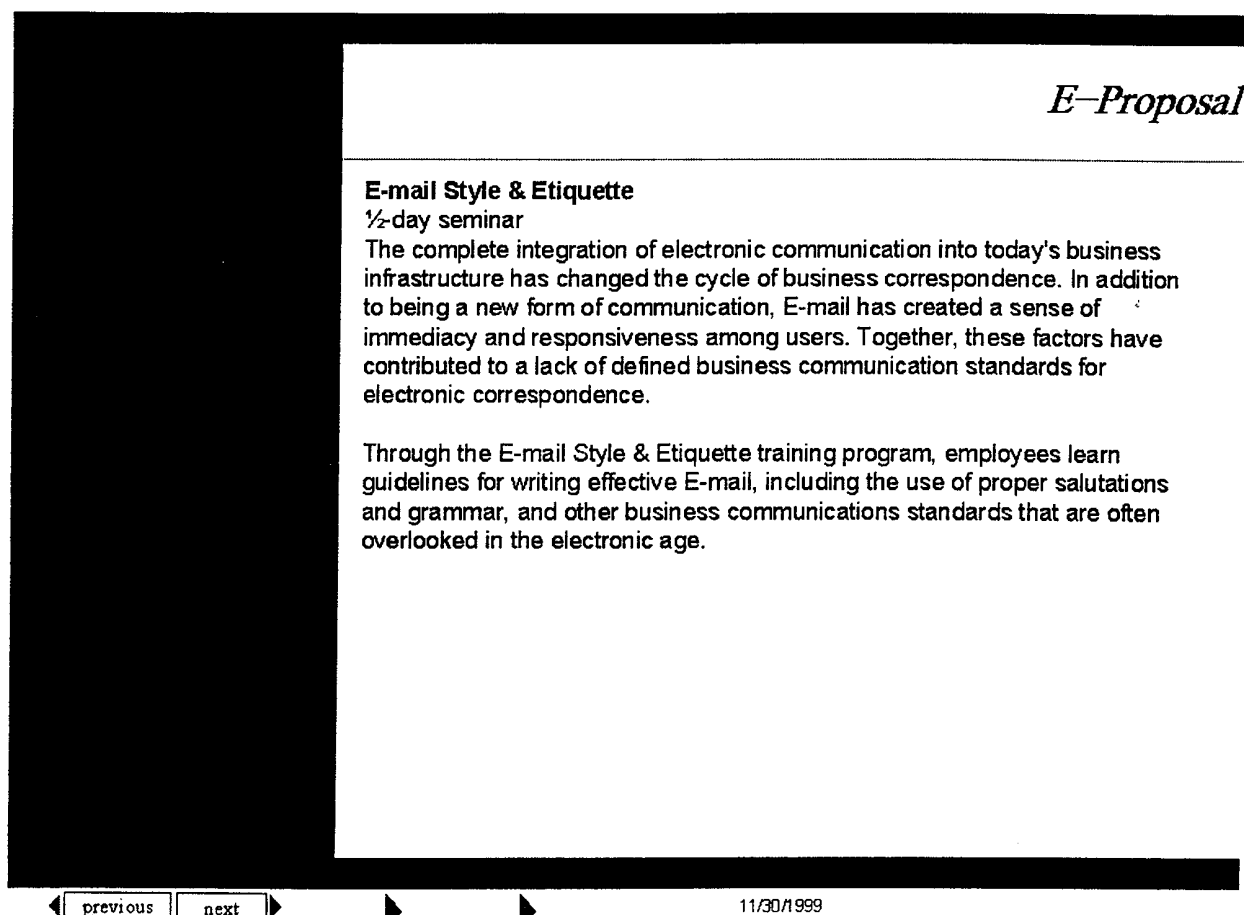 E–Proposal
E-mail Style & Etiquette
½-day seminar
The complete integration of electronic communication into today's business
infrastructure has changed the cycle of business correspondence. In addition
to being a new form of communication, E-mail has created a sense of
immediacy and responsiveness among users. Together, these factors have
contributed to a lack of defined business communication standards for
electronic correspondence.
Through the E-mail Style & Etiquette training program, employees learn
guidelines for writing effective E-mail, including the use of proper salutations
and grammar, and other business communications standards that are often
overlooked in the electronic age.
previous next 11/30/1999